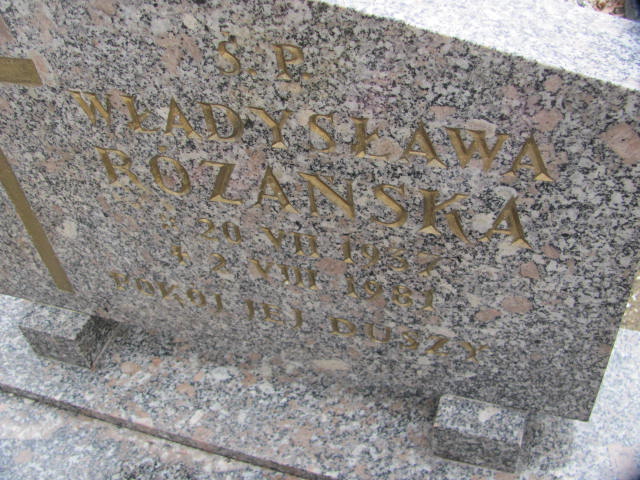 Ś. P.
WŁADYSŁAWA
RÓŻAŃSKA
* 20 VII 1937
+ 2 VIII 1981
POKÓJ JEJ DUSZY